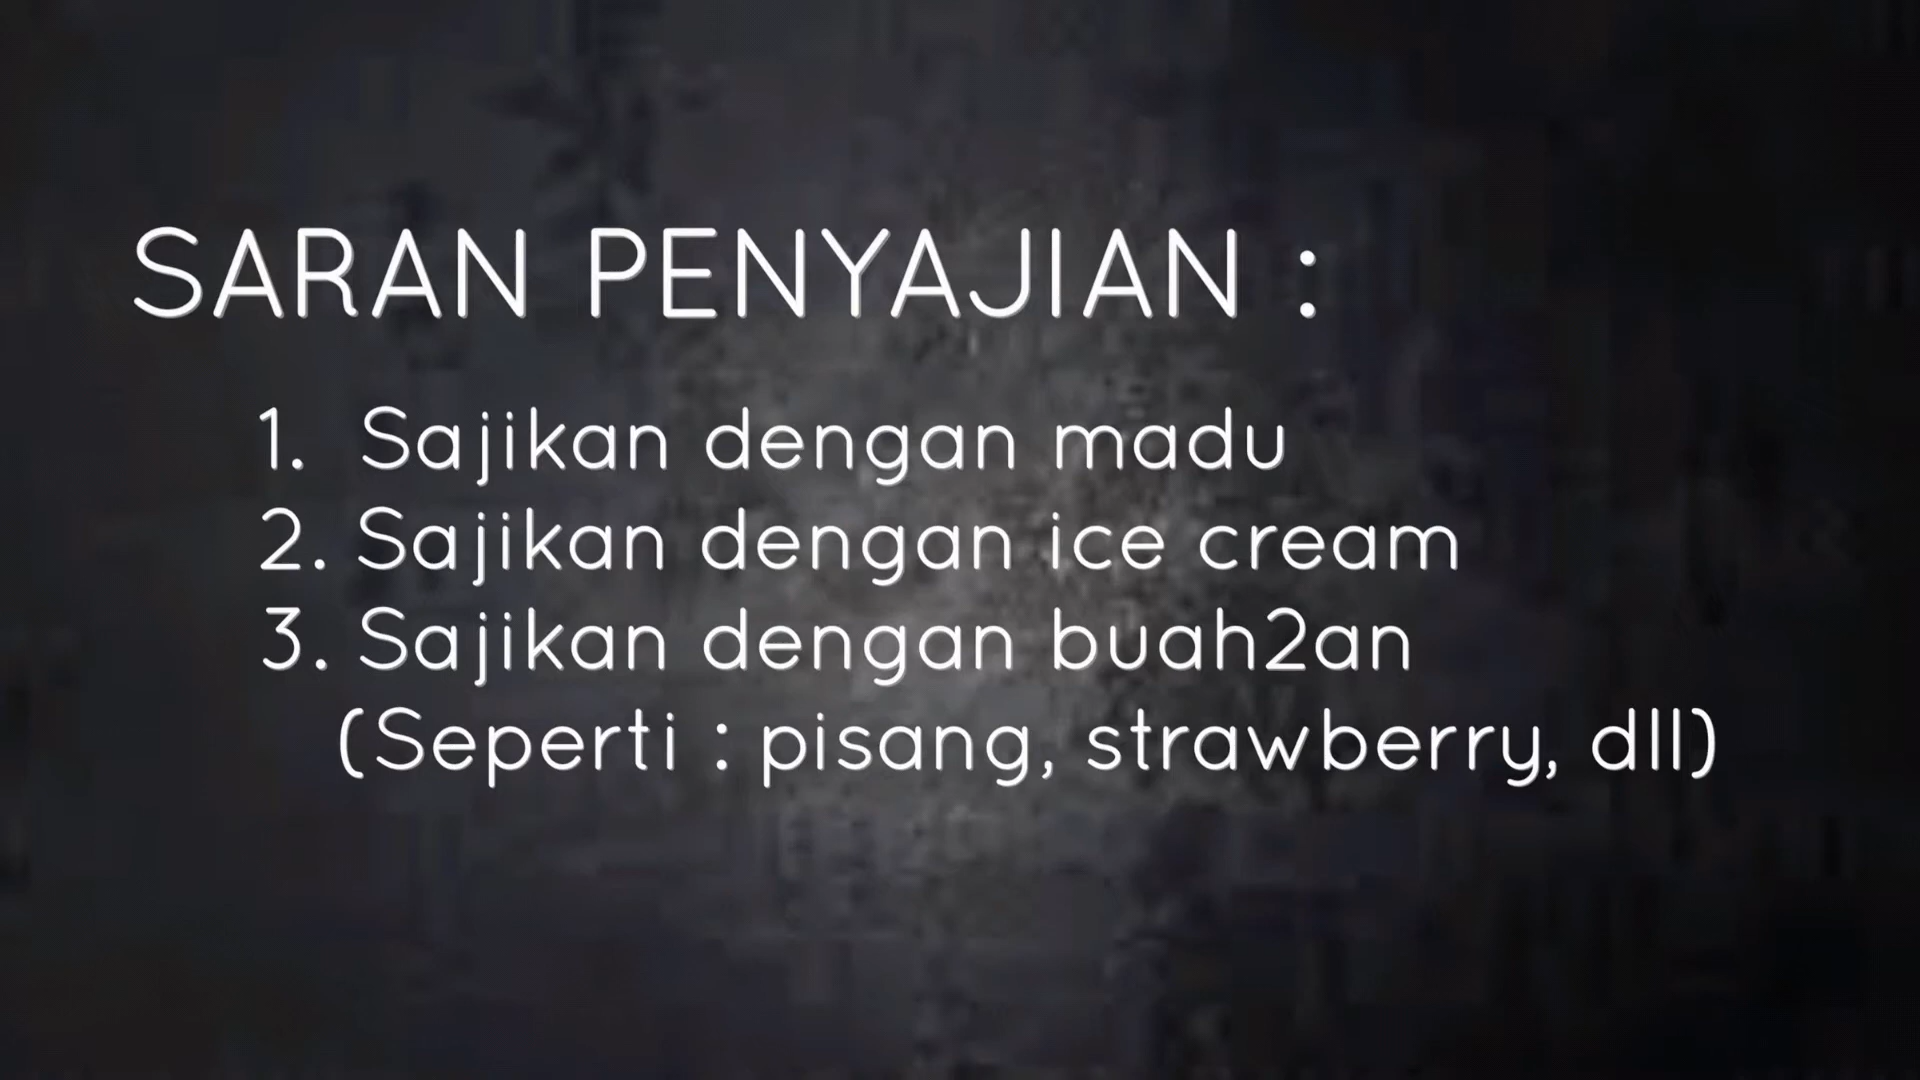 SARAN PENYAJIAN :
1. Sajikan dengan madu
2. Sajikan dengan ice cream
3. Sajikan dengan buah2an
(Seperti : pisang, strawberry, dll)